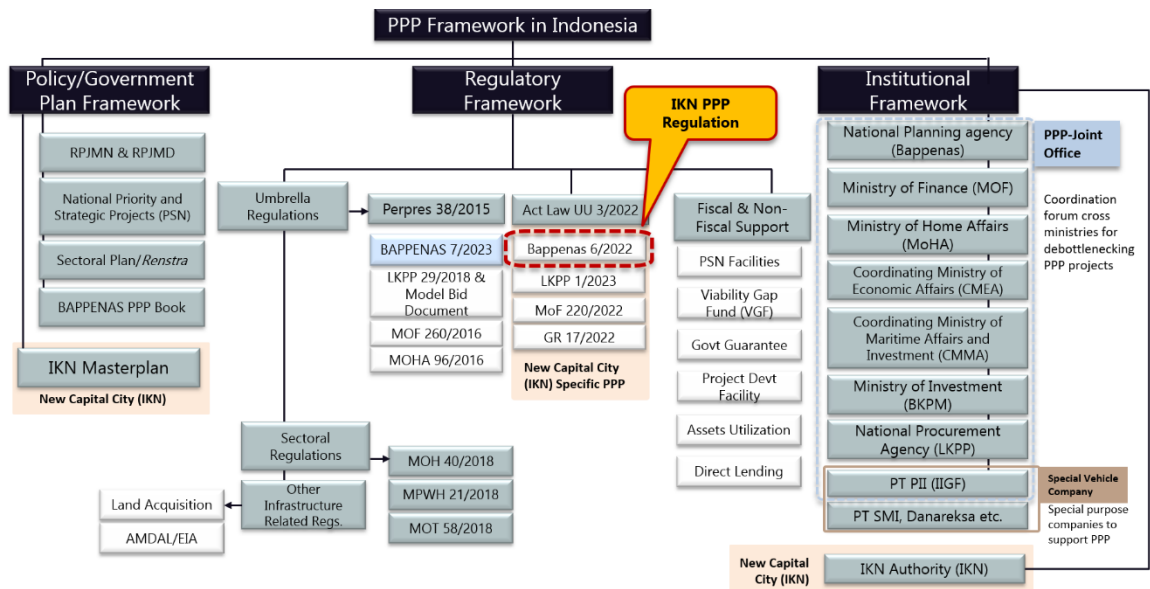 PPP Framework in Indonesia
Policy/Government
Plan Framework
RPJMN & RPJMD
National Priority and
Strategic Projects (PSN)
Sectoral Plan/Renstra
BAPPENAS PPP Book
IKN Masterplan
New Capital City (IKN)
Regulatory
Framework
IKN PPP
Regulation
Umbrella
Regulations
Perpres 38/2015
BAPPENAS 7/2023
LKPP 29/2018 &
Model Bid
Document
MOF 260/2016
MOHA 96/2016
Act Law UU 3/2022
Bappenas 6/2022
LKPP 1/2023
MoF 220/2022
GR 17/2022
New Capital City
(IKN) Specific PPP
Fiscal & Non-
Fiscal Support
PSN Facilities
Viability Gap
Fund (VGF)
Govt Guarantee
Project Devt
Facility
Assets Utilization
Direct Lending
Sectoral
Regulations
MOH 40/2018
MPWH 21/2018
MOT 58/2018
Other
Infrastructure
Related Regs.
Land Acquisition
AMDAL/EIA
Institutional
Framework
National Planning agency
(Bappenas)
Ministry of Finance (MOF)
Ministry of Home Affairs
(MoHA)
Coordinating Ministry of
Economic Affairs (CMEA)
Coordinating Ministry of
Maritime Affairs and
Investment (CMMA)
Ministry of Investment
(BKPM)
National Procurement
Agency (LKPP)
PT PII (IIGF)
PT SMI, Danareksa etc.
PPP-Joint
Office
Coordination
forum cross
ministries for
debottlenecking
PPP projects
Special Vehicle
Company
Special purpose
companies to
support PPP
New Capital
City (IKN)
IKN Authority (IKN)